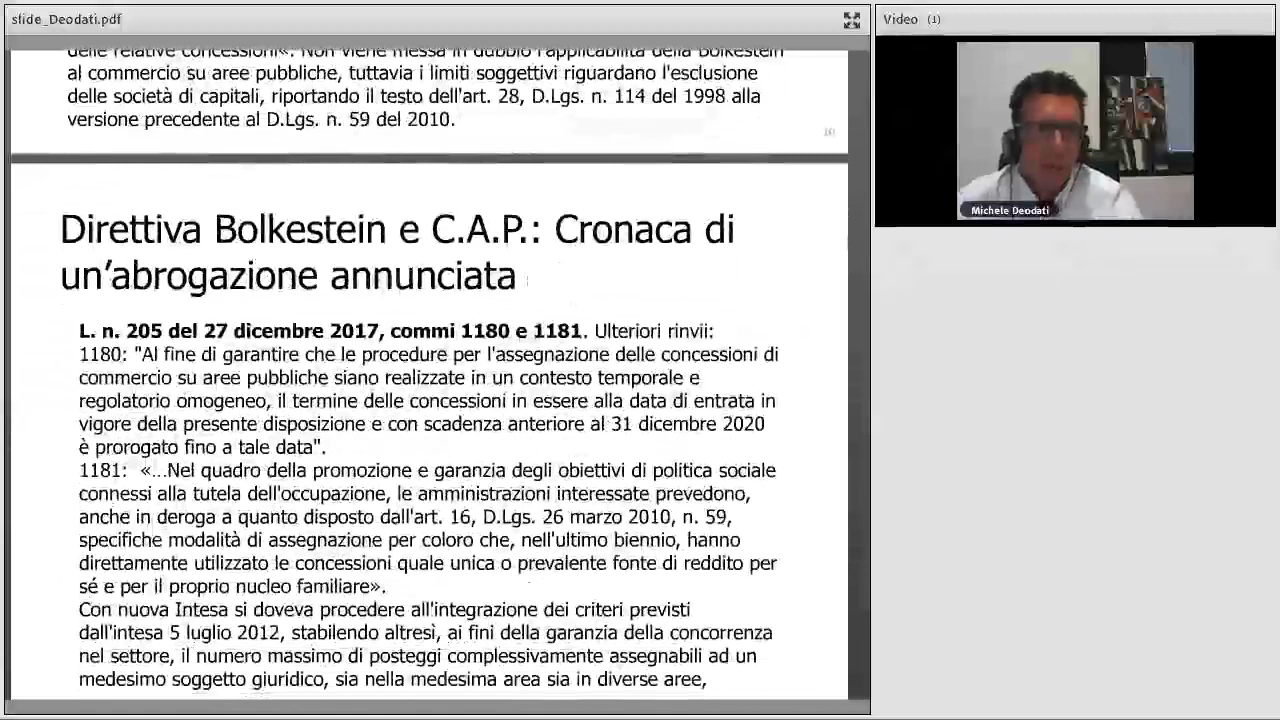 slide_Deodati.pdf
Video (1)
delle relative concessioni«. Non viene messa in dubbio l'applicabilità della Bolkestein
al commercio su aree pubbliche, tuttavia i limiti soggettivi riguardano l'esclusione
delle società di capitali, riportando il testo dell'art. 28, D.Lgs. n. 114 del 1998 alla
versione precedente al D.Lgs. n. 59 del 2010.
Michele Deodati
Direttiva Bolkestein e C.A.P.: Cronaca di
un’abrogazione annunciata
L. n. 205 del 27 dicembre 2017, commi 1180 e 1181. Ulteriori rinvii:
1180: "Al fine di garantire che le procedure per l'assegnazione delle concessioni di
commercio su aree pubbliche siano realizzate in un contesto temporale e
regolatorio omogeneo, il termine delle concessioni in essere alla data di entrata in
vigore della presente disposizione e con scadenza anteriore al 31 dicembre 2020
è prorogato fino a tale data".
1181: «...Nel quadro della promozione e garanzia degli obiettivi di politica sociale
connessi alla tutela dell'occupazione, le amministrazioni interessate prevedono,
anche in deroga a quanto disposto dall'art. 16, D.Lgs. 26 marzo 2010, n. 59,
specifiche modalità di assegnazione per coloro che, nell'ultimo biennio, hanno
direttamente utilizzato le concessioni quale unica o prevalente fonte di reddito per
sé e per il proprio nucleo familiare».
Con nuova Intesa si doveva procedere all'integrazione dei criteri previsti
dall'intesa 5 luglio 2012, stabilendo altresì, ai fini della garanzia della concorrenza
nel settore, il numero massimo di posteggi complessivamente assegnabili ad un
medesimo soggetto giuridico, sia nella medesima area sia in diverse aree,